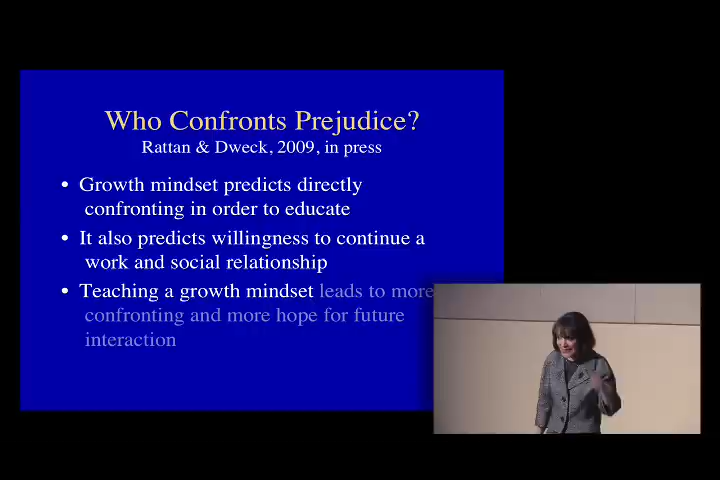 Who Confronts Prejudice?
Rattan & Dweck, 2009, in press
• Growth mindset predicts directly
confronting in order to educate
• It also predicts willingness to continue a
work and social relationship
• Teaching a growth mindset leads to more
confronting and more hope for future
interaction